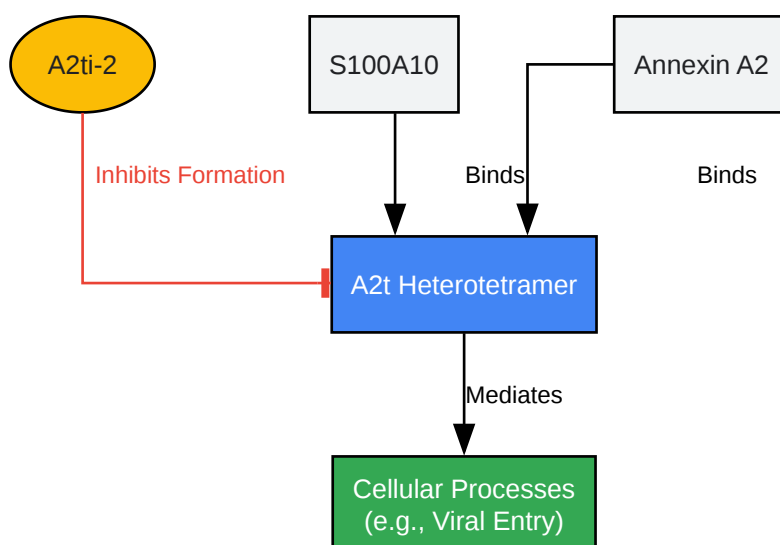 A2ti-2
S100A10
Annexin A2
Inhibits Formation
Binds
Binds
A2t Heterotetramer
Mediates
Cellular Processes
(e.g., Viral Entry)